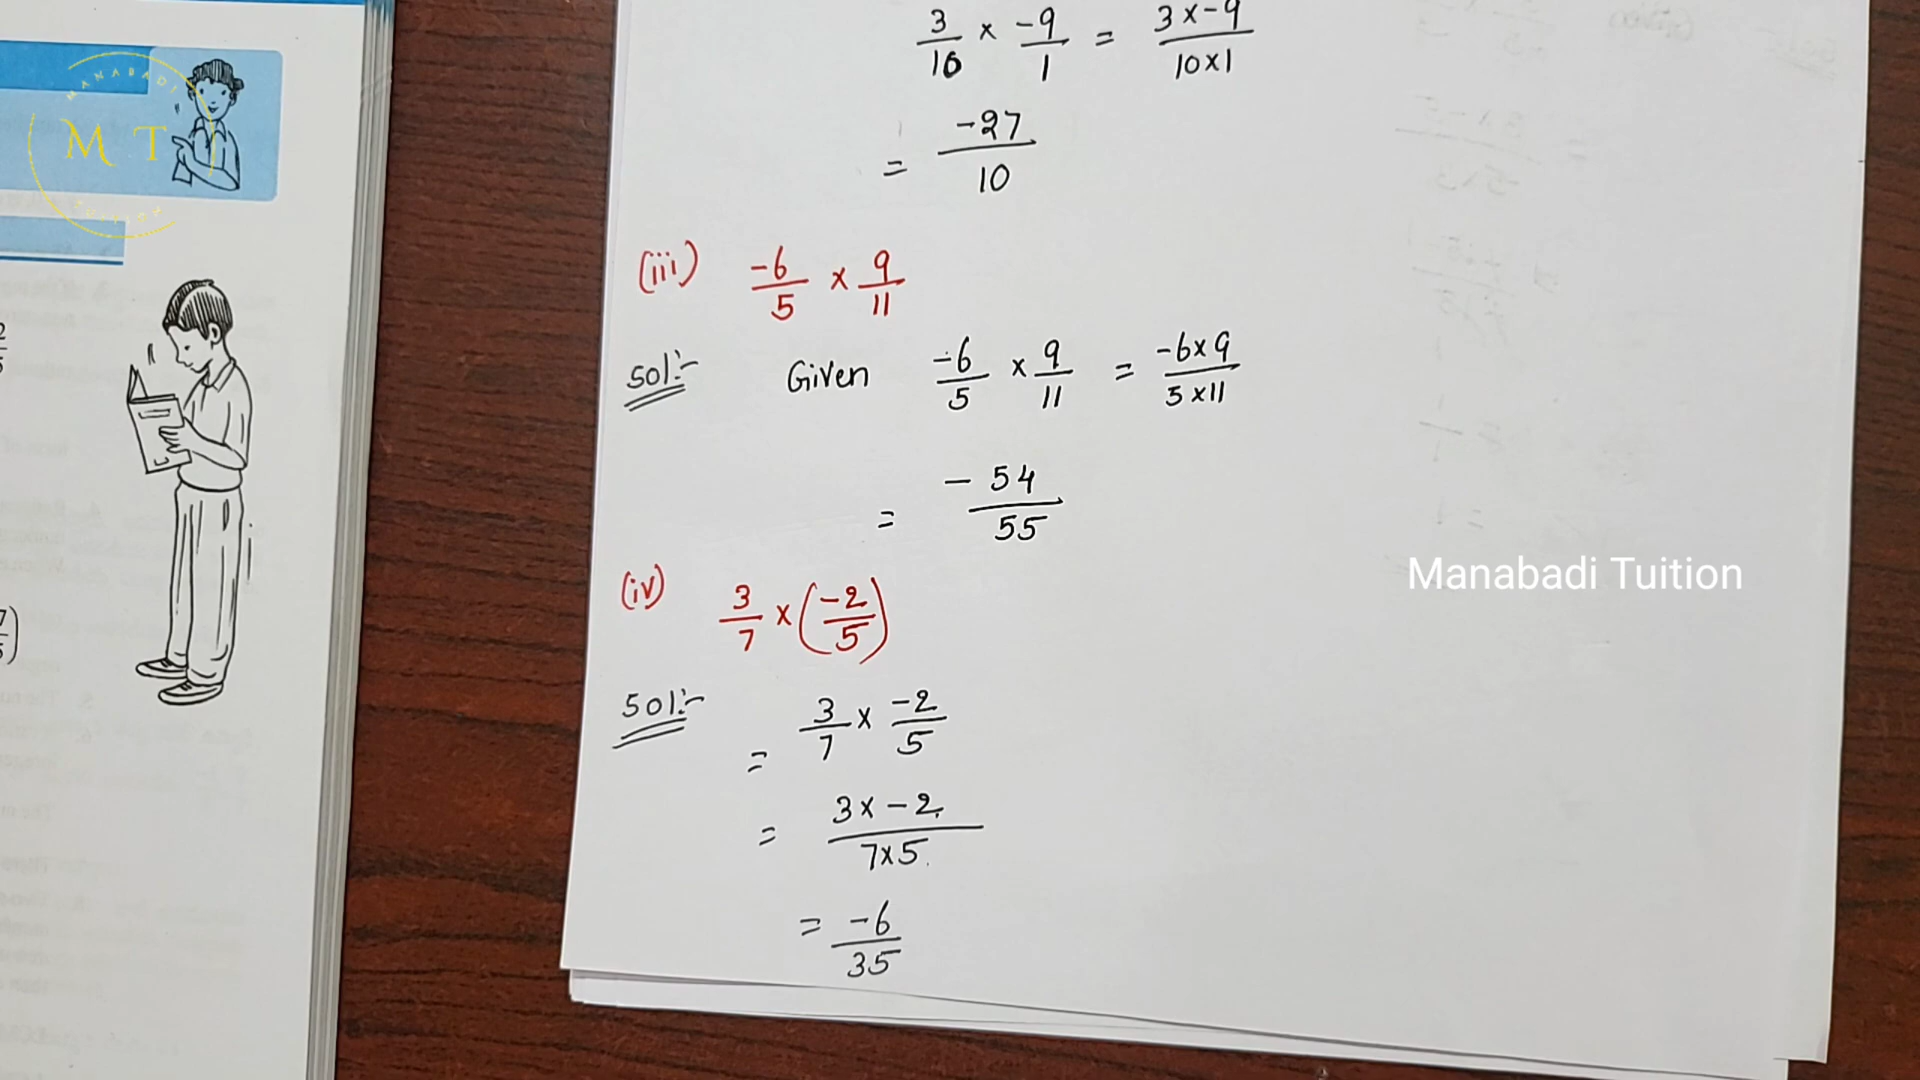 MANABADI
M T
TUITION
3/10 × -9/1 = 3×-9/10×1
= -27/10
(iii) -6/5 × 9/11
Sol:- Given -6/5 × 9/11 = -6×9/5×11
= -54/55
(iv) 3/7 × (-2/5)
Sol:- = 3/7 × -2/5
= 3×-2/7×5
= -6/35
Manabadi Tuition